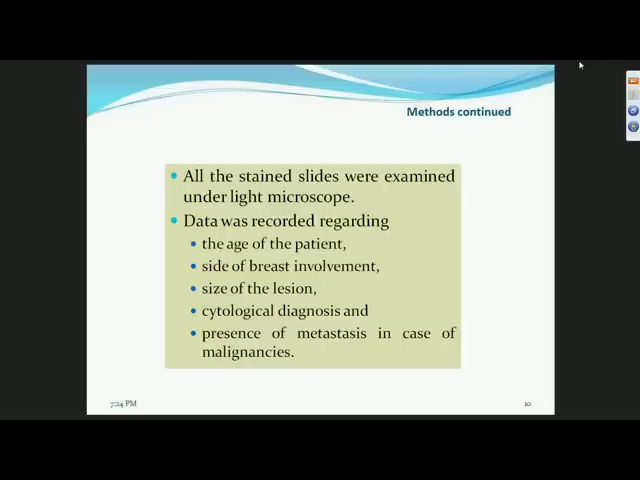 Methods continued
All the stained slides were examined
under light microscope.
Data was recorded regarding
the age of the patient,
side of breast involvement,
size of the lesion,
cytological diagnosis and
presence of metastasis in case of
malignancies.
7:24 PM
10